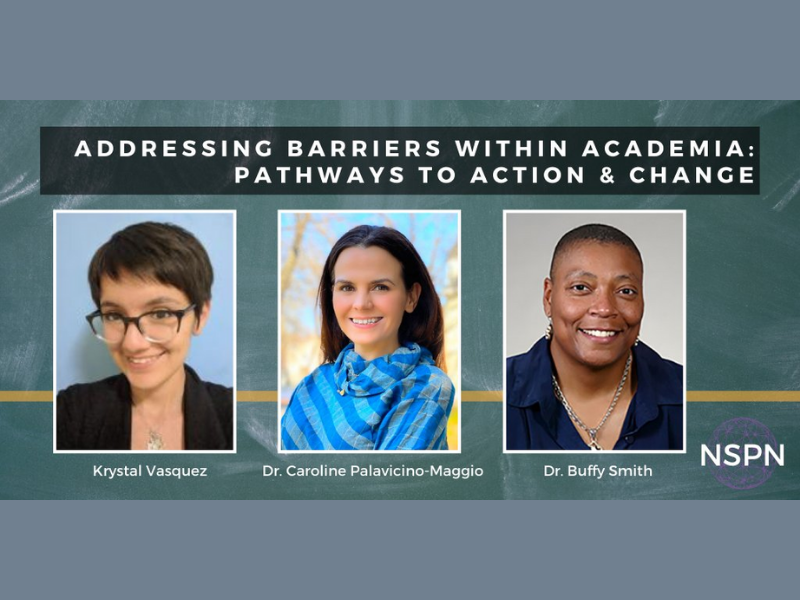 ADDRESSING BARRIERS WITHIN ACADEMIA:
PATHWAYS TO ACTION & CHANGE
Krystal Vasquez
Dr. Caroline Palavicino-Maggio
Dr. Buffy Smith
NSPN